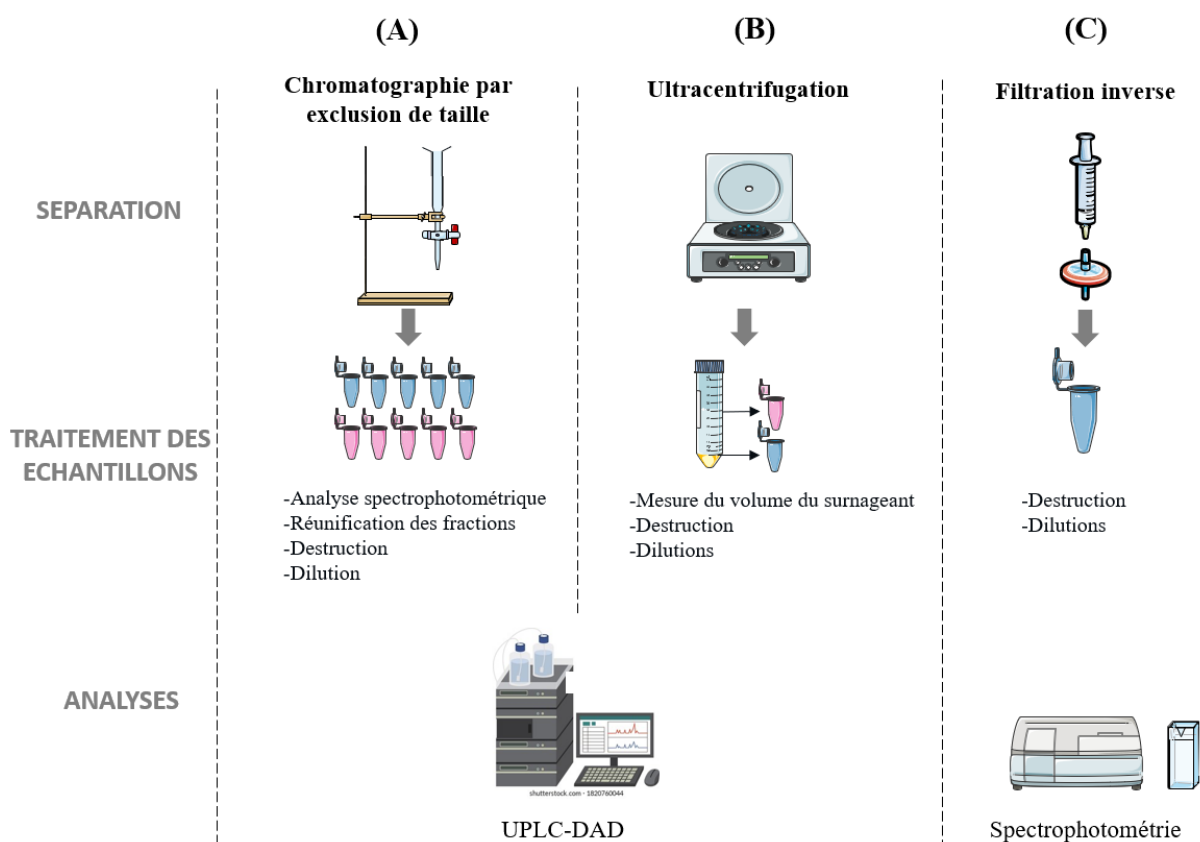 (A)
(B)
(C)
Chromatographie par
exclusion de taille
Ultracentrifugation
Filtration inverse
SEPARATION
TRAITEMENT DES
ECHANTILLONS
-Analyse spectrophotométrique
-Réunification des fractions
-Destruction
-Dilution
-Mesure du volume du surnageant
-Destruction
-Dilutions
-Destruction
-Dilutions
ANALYSES
shutterstock.com - 1820760044
UPLC-DAD
Spectrophotométrie